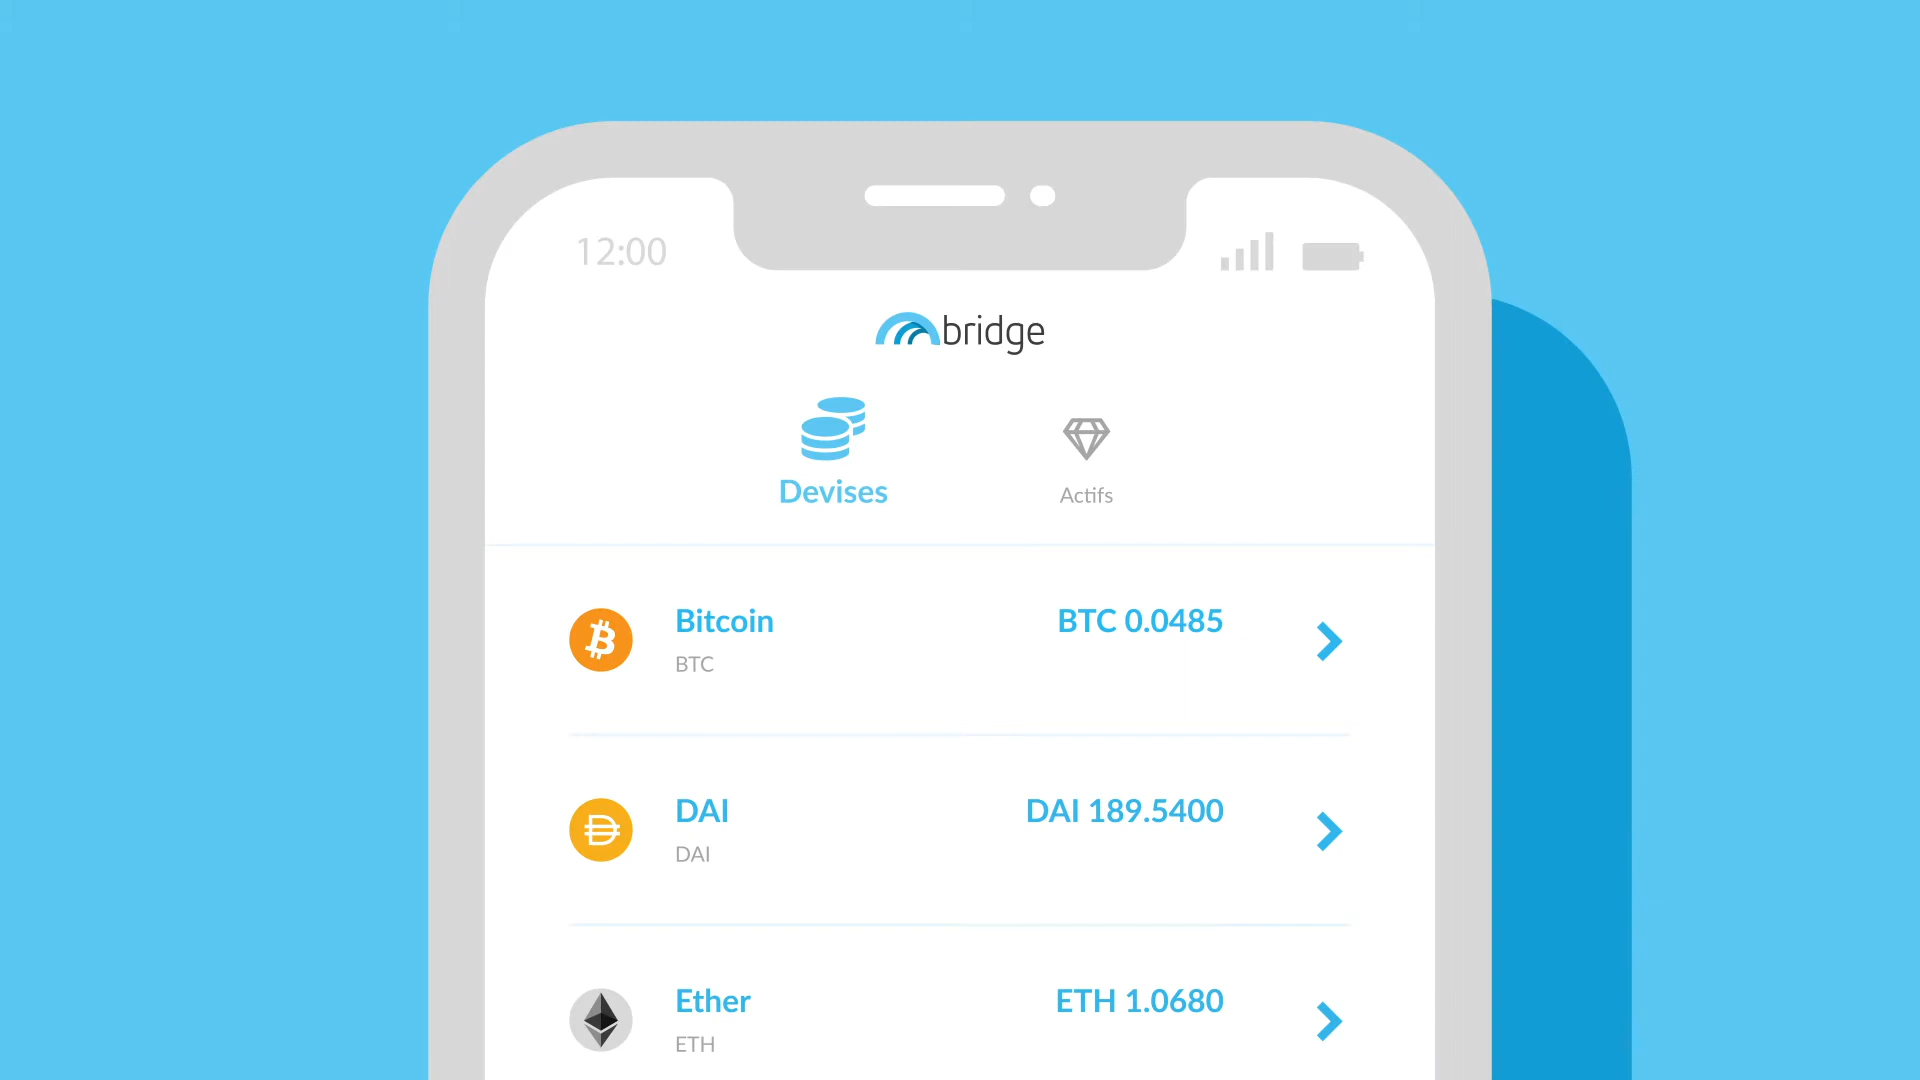 12:00
bridge
Devises
Actifs
Bitcoin
BTC 0.0485
BTC
DAI
DAI 189.5400
DAI
Ether
ETH 1.0680
ETH